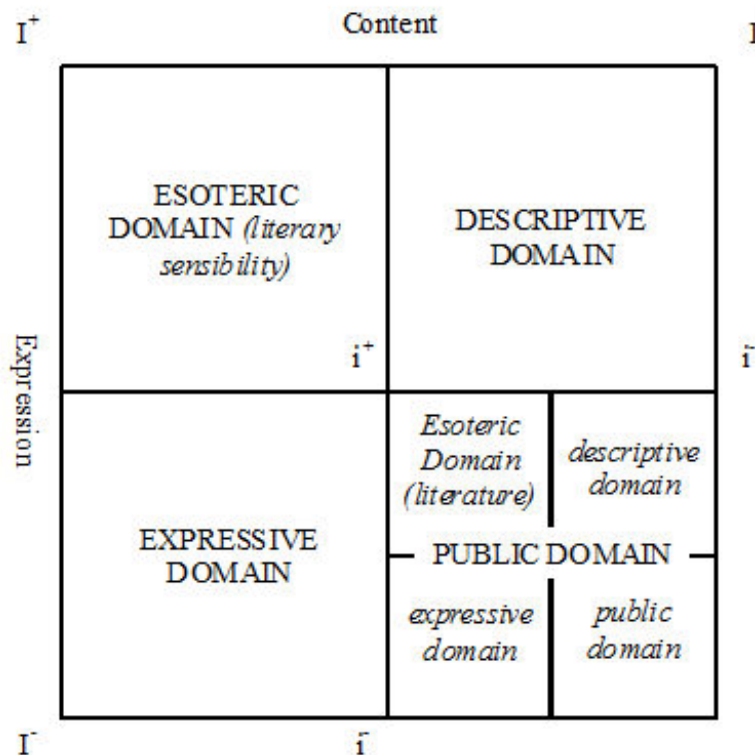 I⁺ Content I
ESOTERIC
DOMAIN (literary
sensibility)
DESCRIPTIVE
DOMAIN
Expression
i⁺ i⁻
EXPRESSIVE
DOMAIN
Esoteric
Domain
(literature)
descriptive
domain
PUBLIC DOMAIN
expressive
domain
public
domain
I⁻ i⁻